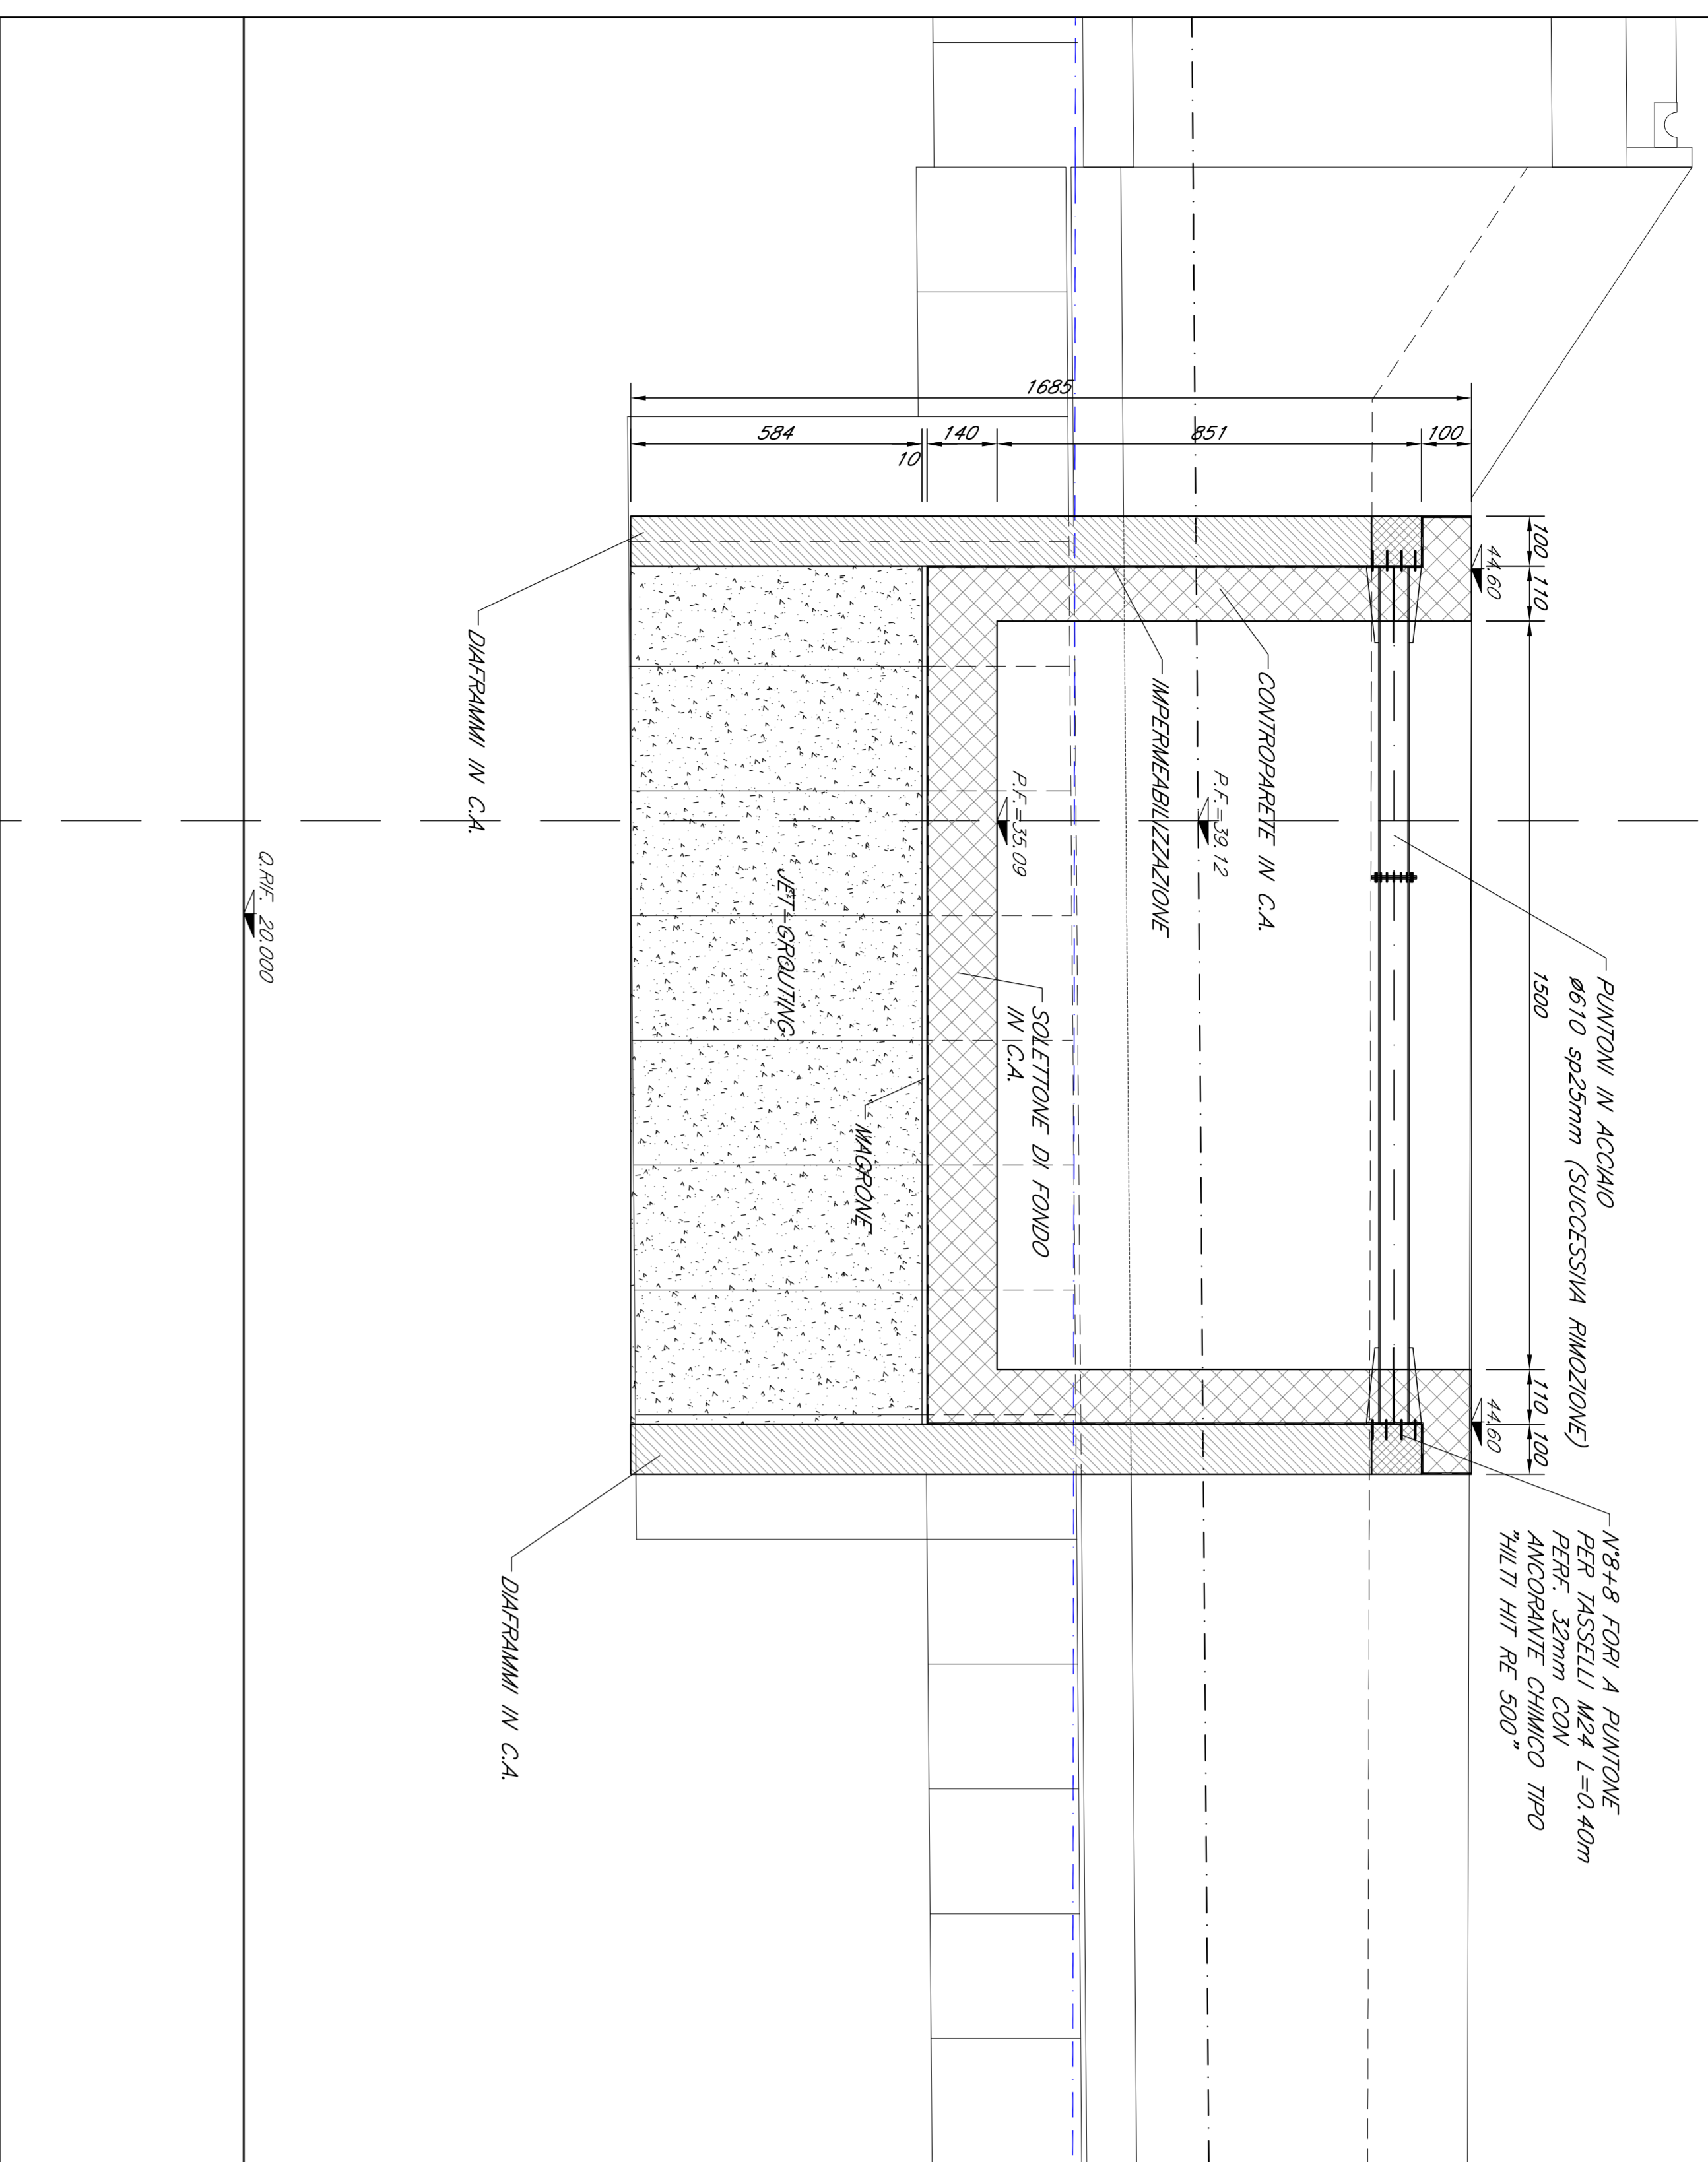 PUNTONI IN ACCIAIO
ø610 sp25mm (SUCCESSIVA RIMOZIONE)
N°8+8 FORI A PUNTONE
PER TASSELLI M24 L=0.40m
PERF. 32mm CON
ANCORANTE CHIMICO TIPO
"HILTI HIT RE 500"
100
110
1500
110
100
44.60
44.60
1685
100
851
140
10
584
CONTROPARETE IN C.A.
P.F.=39.12
IMPERMEABILIZZAZIONE
P.F.=35.09
SOLETTONE DI FONDO
IN C.A.
MAGRONE
JET-GROUTING
DIAFRAMMI IN C.A.
DIAFRAMMI IN C.A.
Q.RIF. 20.000